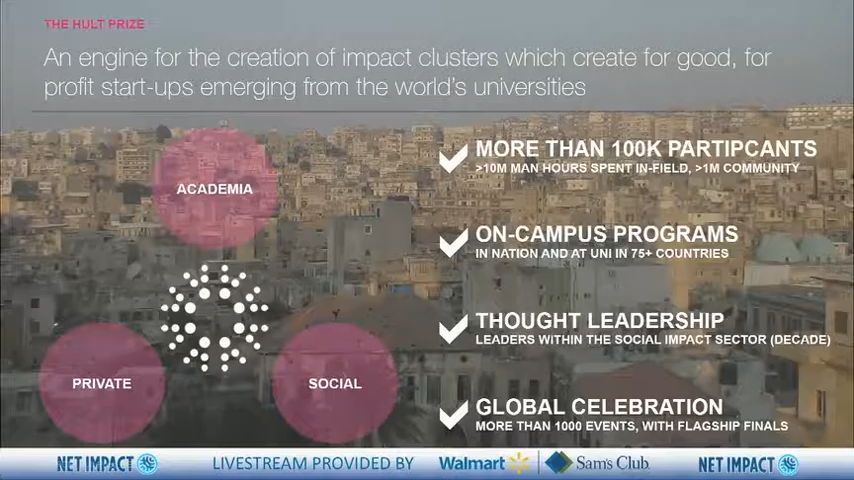 THE HULT PRIZE
An engine for the creation of impact clusters which create for good, for
profit start-ups emerging from the world's universities
ACADEMIA
PRIVATE
SOCIAL
MORE THAN 100K PARTIPCANTS
>10M MAN HOURS SPENT IN-FIELD, >1M COMMUNITY
ON-CAMPUS PROGRAMS
IN NATION AND AT UNI IN 75+ COUNTRIES
THOUGHT LEADERSHIP
LEADERS WITHIN THE SOCIAL IMPACT SECTOR (DECADE)
GLOBAL CELEBRATION
MORE THAN 1000 EVENTS, WITH FLAGSHIP FINALS
NET IMPACT LIVESTREAM PROVIDED BY Walmart Sam's Club NET IMPACT